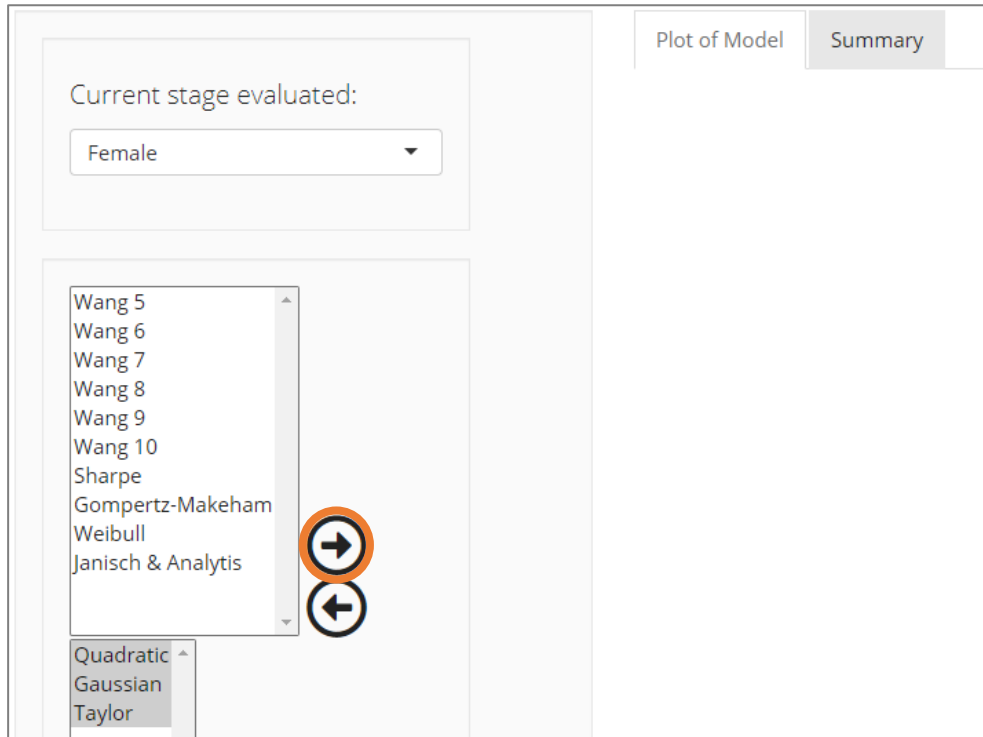 Plot of Model
Summary
Current stage evaluated:
Female
Wang 5
Wang 6
Wang 7
Wang 8
Wang 9
Wang 10
Sharpe
Gompertz-Makeham
Weibull
Janisch & Analytis
Quadratic
Gaussian
Taylor